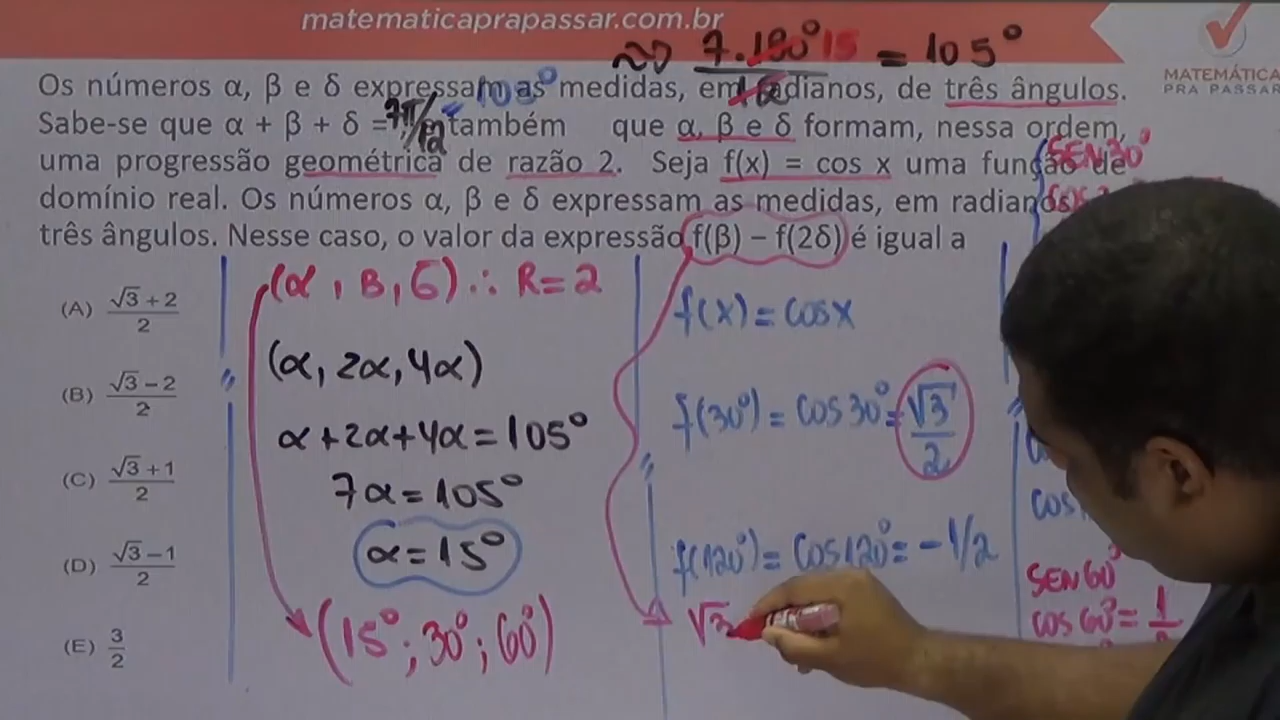 matematicaprapassar.com.br
7.180° 15 = 105°
12
MATEMÁTICA
PRA PASSAR
Os números α, β e δ expressam as medidas, em radianos, de três ângulos.
= 105°
Sabe-se que α + β + δ = 7π/12 também que α, β e δ formam, nessa ordem,
uma progressão geométrica de razão 2. Seja f(x) = cos x uma função de
domínio real. Os números α, β e δ expressam as medidas, em radianos
três ângulos. Nesse caso, o valor da expressão f(β) – f(2δ) é igual a
(A) √3 + 2 / 2
(B) √3 – 2 / 2
(C) √3 + 1 / 2
(D) √3 – 1 / 2
(E) 3 / 2
(α, B, δ) ∴ R = 2
(α, 2α, 4α)
α + 2α + 4α = 105°
7α = 105°
α = 15°
(15°; 30°; 60°)
f(x) = cos x
f(30°) = cos 30° = √3/2
f(120°) = cos 120° = -1/2
√3
SEN 30°
cos
SEN 60°
cos 60° = 1